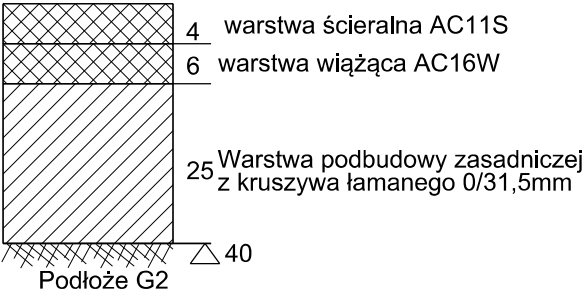 4 warstwa ścieralna AC11S
6 warstwa wiążąca AC16W
25 Warstwa podbudowy zasadniczej
z kruszywa łamanego 0/31,5mm
40
Podłoże G2